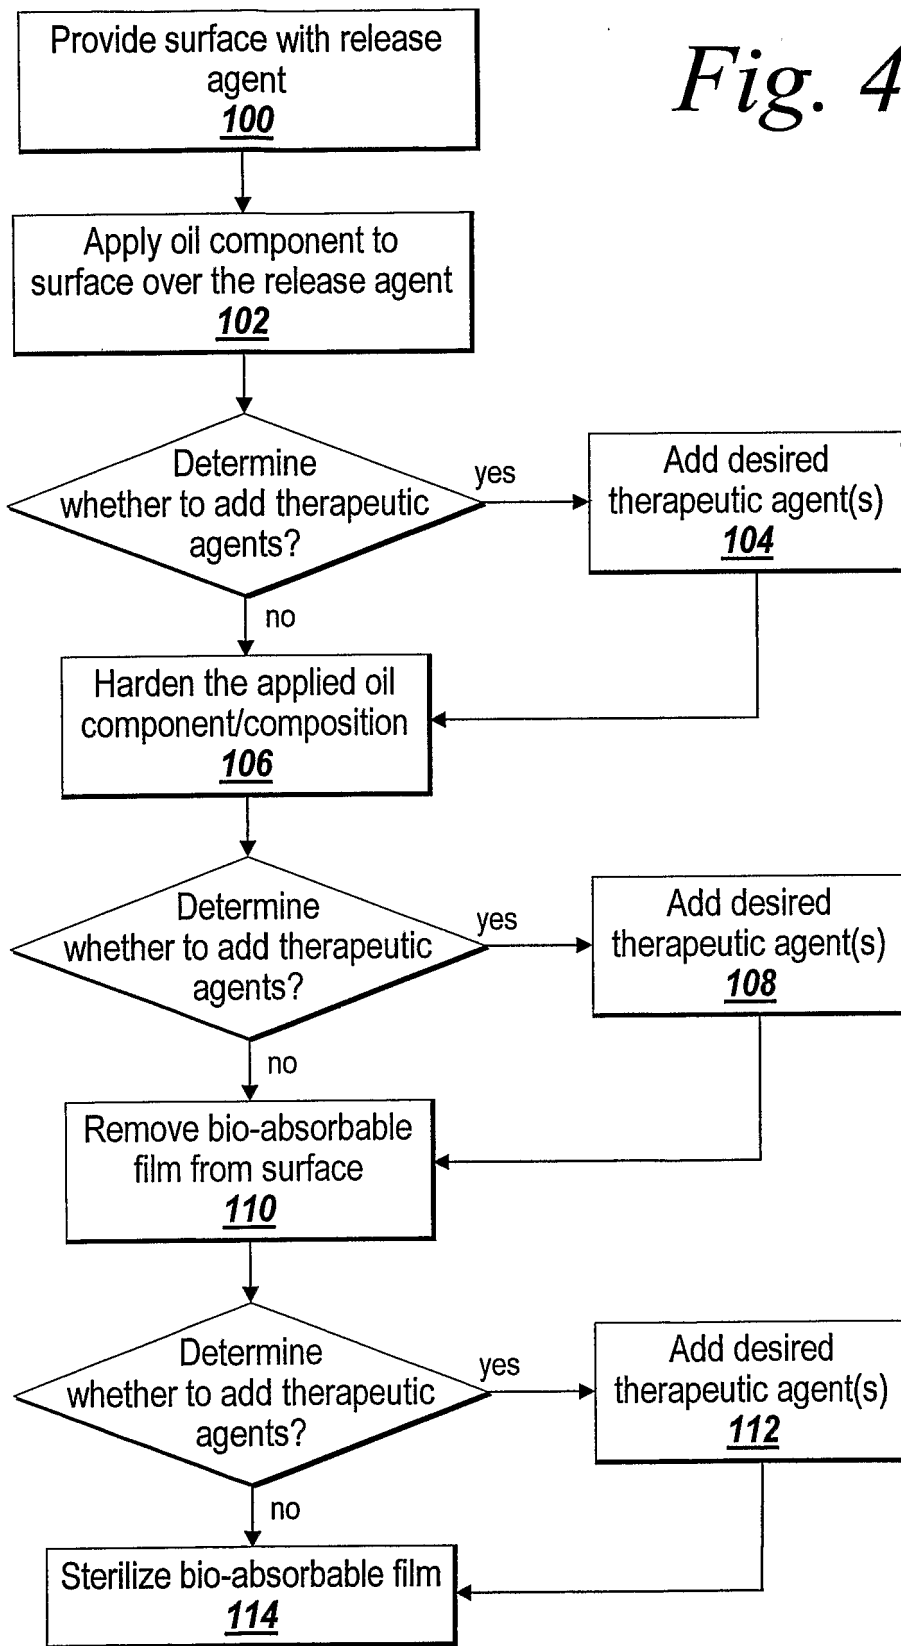 Fig. 4
Provide surface with release
agent
100
Apply oil component to
surface over the release agent
102
Determine
whether to add therapeutic
agents?
yes
Add desired
therapeutic agent(s)
104
no
Harden the applied oil
component/composition
106
Determine
whether to add therapeutic
agents?
yes
Add desired
therapeutic agent(s)
108
no
Remove bio-absorbable
film from surface
110
Determine
whether to add therapeutic
agents?
yes
Add desired
therapeutic agent(s)
112
no
Sterilize bio-absorbable film
114